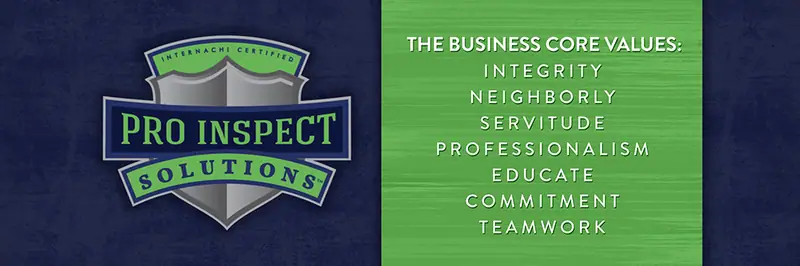 INTERNACHI CERTIFIED
PRO INSPECT
SOLUTIONS
THE BUSINESS CORE VALUES:
INTEGRITY
NEIGHBORLY
SERVITUDE
PROFESSIONALISM
EDUCATE
COMMITMENT
TEAMWORK